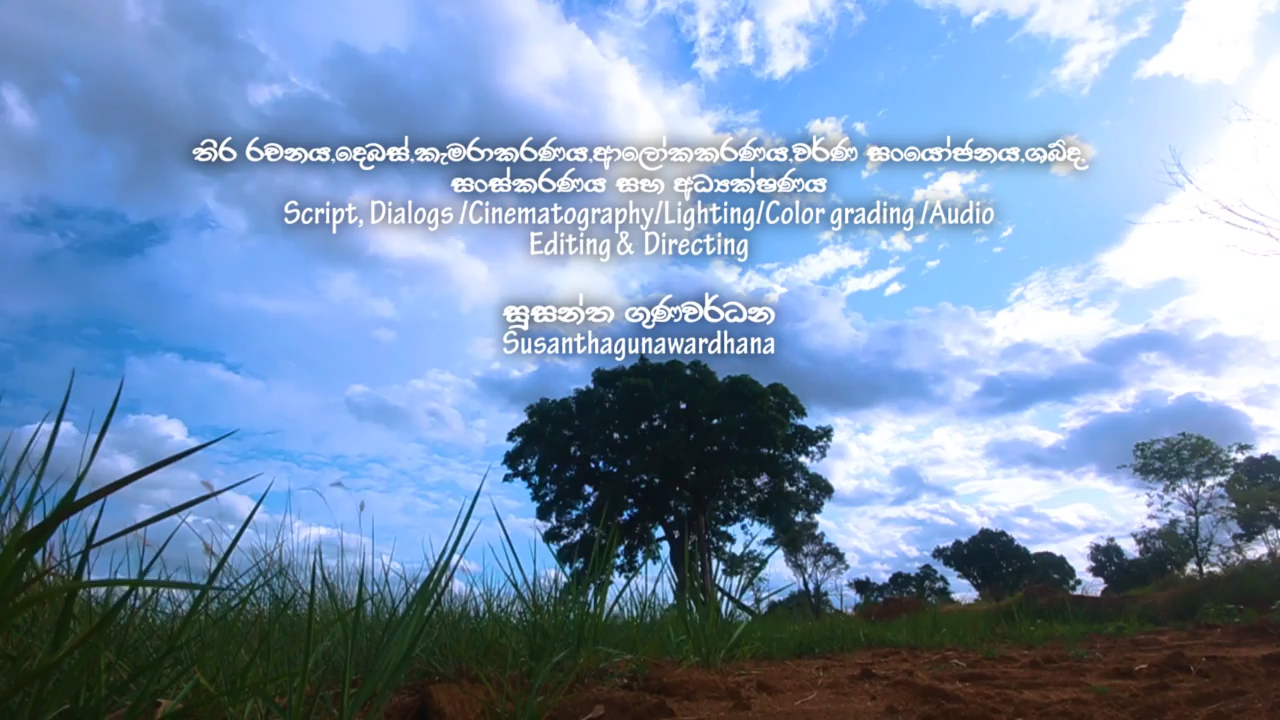 තිර රචනය,දෙබස්,කැමරාකරණය,ආලෝකකරණය,වර්ණ සංයෝජනය,ශබ්ද,
සංස්කරණය සහ අධ්‍යක්ෂණය
Script, Dialogs /Cinematography/Lighting/Color grading /Audio
Editing & Directing
සූසන්ත ගුණවර්ධන
Susanthagunawardhana